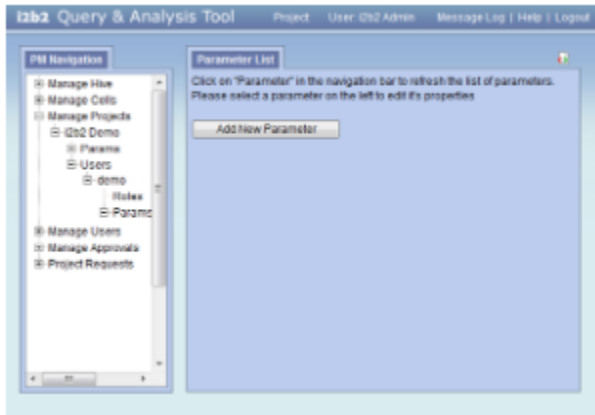 i2b2 Query & Analysis Tool Project: User: i2b2 Admin Message Log | Help | Logout
PM Navigation
Manage Hive
Manage Cells
Manage Projects
i2b2 Demo
Params
Users
demo
Roles
Params
Manage Users
Manage Approvals
Project Requests
Parameter List
Click on "Parameter" in the navigation bar to refresh the list of parameters.
Please select a parameter on the left to edit it's properties
Add New Parameter